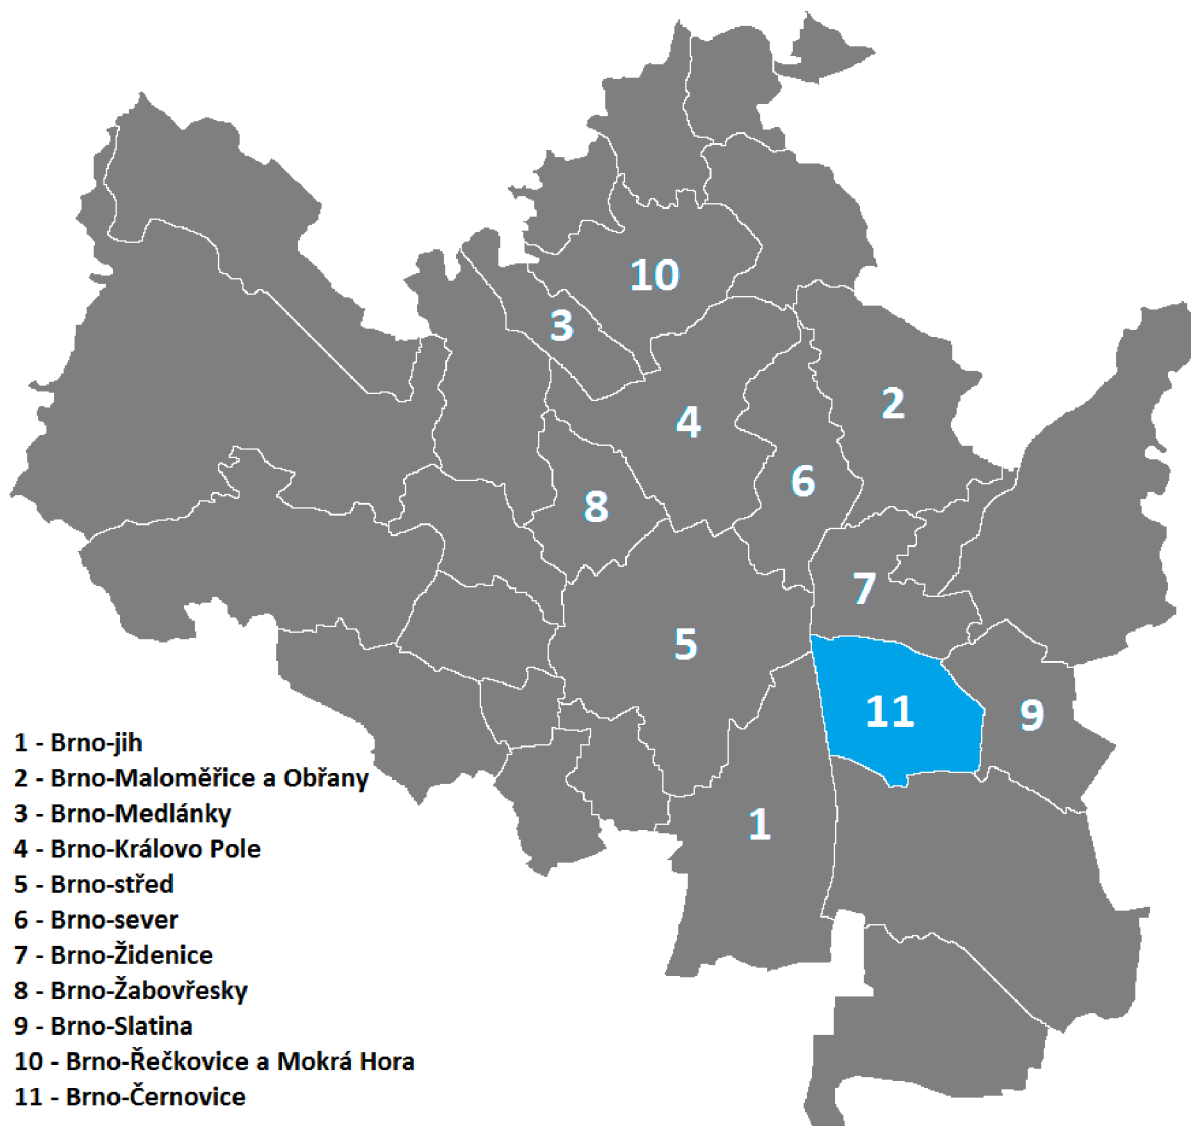 10
3
2
4
6
8
7
5
11
9
1
1 - Brno-jih
2 - Brno-Maloměřice a Obřany
3 - Brno-Medlánky
4 - Brno-Královo Pole
5 - Brno-střed
6 - Brno-sever
7 - Brno-Židenice
8 - Brno-Žabovřesky
9 - Brno-Slatina
10 - Brno-Řečkovice a Mokrá Hora
11 - Brno-Černovice